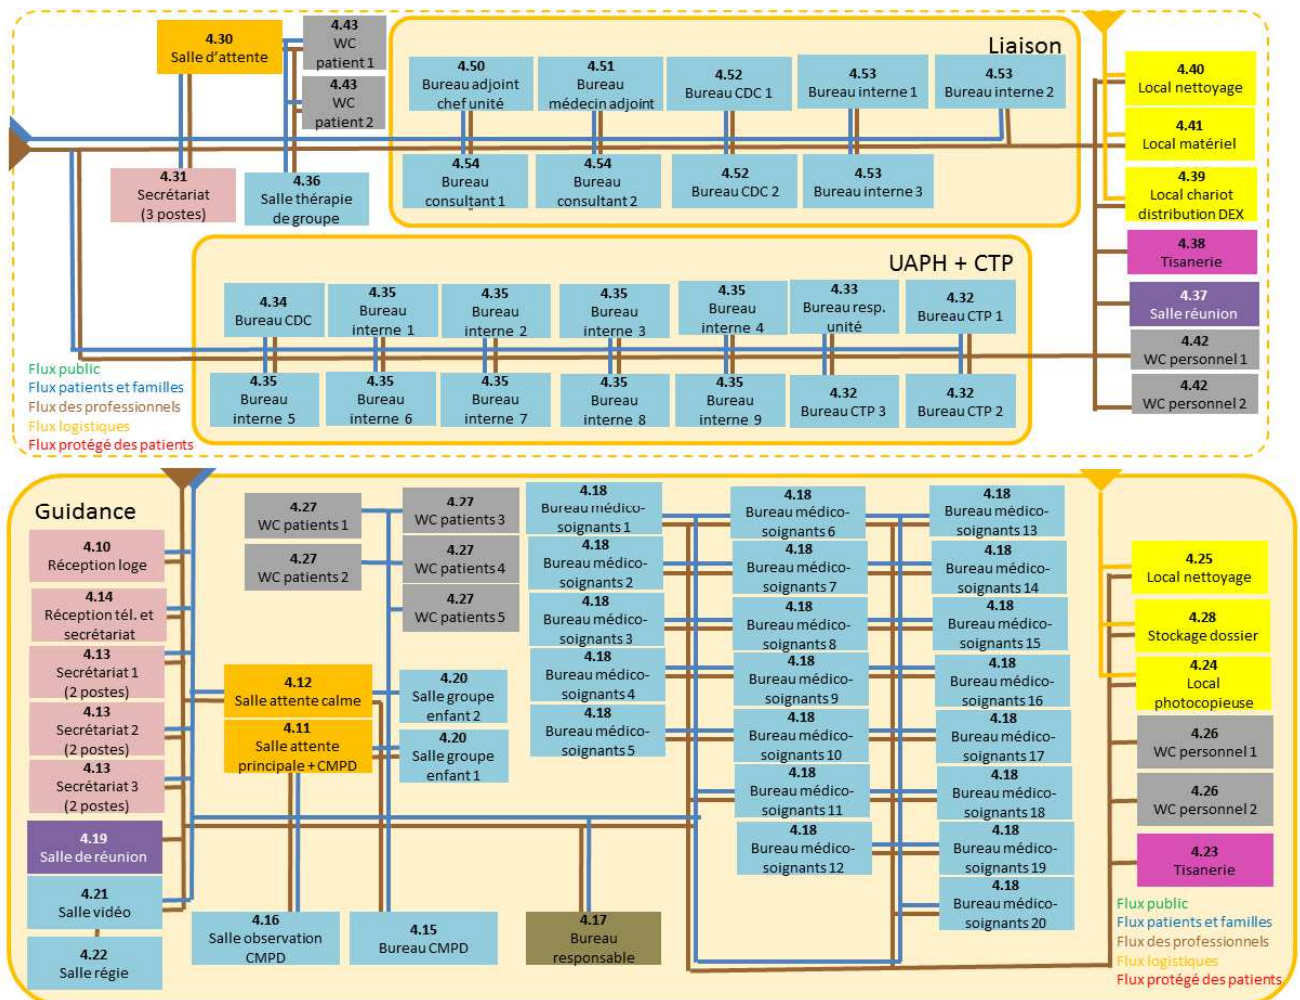 4.30
Salle d'attente
4.43
WC
patient 1
4.43
WC
patient 2
4.31
Secrétariat
(3 postes)
4.36
Salle thérapie
de groupe
Liaison
4.50
Bureau adjoint
chef unité
4.51
Bureau
médecin adjoint
4.52
Bureau CDC 1
4.53
Bureau interne 1
4.53
Bureau interne 2
4.54
Bureau
consultant 1
4.54
Bureau
consultant 2
4.52
Bureau CDC 2
4.53
Bureau interne 3
4.40
Local nettoyage
4.41
Local matériel
4.39
Local chariot
distribution DEX
4.38
Tisanerie
4.37
Salle réunion
4.42
WC personnel 1
4.42
WC personnel 2
UAPH + CTP
4.34
Bureau CDC
4.35
Bureau
interne 1
4.35
Bureau
interne 2
4.35
Bureau
interne 3
4.35
Bureau
interne 4
4.33
Bureau resp.
unité
4.32
Bureau CTP 1
4.35
Bureau
interne 5
4.35
Bureau
interne 6
4.35
Bureau
interne 7
4.35
Bureau
interne 8
4.35
Bureau
interne 9
4.32
Bureau CTP 3
4.32
Bureau CTP 2
Flux public
Flux patients et familles
Flux des professionnels
Flux logistiques
Flux protégé des patients
Guidance
4.10
Réception loge
4.14
Réception tél. et
secrétariat
4.13
Secrétariat 1
(2 postes)
4.13
Secrétariat 2
(2 postes)
4.13
Secrétariat 3
(2 postes)
4.19
Salle de réunion
4.21
Salle vidéo
4.22
Salle régie
4.27
WC patients 1
4.27
WC patients 2
4.27
WC patients 3
4.27
WC patients 4
4.27
WC patients 5
4.12
Salle attente calme
4.11
Salle attente
principale + CMPD
4.20
Salle groupe
enfant 2
4.20
Salle groupe
enfant 1
4.16
Salle observation
CMPD
4.15
Bureau CMPD
4.17
Bureau
responsable
4.18
Bureau médico-
soignants 1
4.18
Bureau médico-
soignants 2
4.18
Bureau médico-
soignants 3
4.18
Bureau médico-
soignants 4
4.18
Bureau médico-
soignants 5
4.18
Bureau médico-
soignants 6
4.18
Bureau médico-
soignants 7
4.18
Bureau médico-
soignants 8
4.18
Bureau médico-
soignants 9
4.18
Bureau médico-
soignants 10
4.18
Bureau médico-
soignants 11
4.18
Bureau médico-
soignants 12
4.18
Bureau médico-
soignants 13
4.18
Bureau médico-
soignants 14
4.18
Bureau médico-
soignants 15
4.18
Bureau médico-
soignants 16
4.18
Bureau médico-
soignants 17
4.18
Bureau médico-
soignants 18
4.18
Bureau médico-
soignants 19
4.18
Bureau médico-
soignants 20
4.25
Local nettoyage
4.28
Stockage dossier
4.24
Local
photocopieuse
4.26
WC personnel 1
4.26
WC personnel 2
4.23
Tisanerie
Flux public
Flux patients et familles
Flux des professionnels
Flux logistiques
Flux protégé des patients